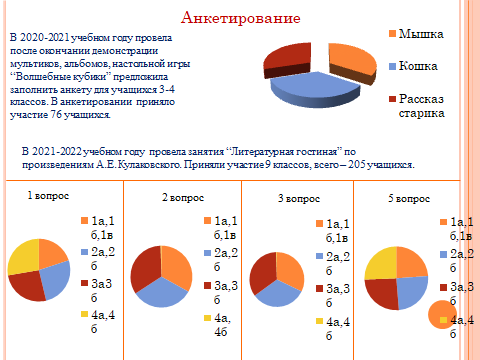 Анкетирование
В 2020-2021 учебном году провела
после окончании демонстрации
мультиков, альбомов, настольной игры
“Волшебные кубики” предложила
заполнить анкету для учащихся 3-4
классов. В анкетировании приняло
участие 76 учащихся.
Мышка
Кошка
Рассказ
старика
В 2021-2022 учебном году провела занятия “Литературная гостиная” по
произведениям А.Е. Кулаковского. Приняли участие 9 классов, всего – 205 учащихся.
1 вопрос
1а,1
б,1в
2а,2
б
3а3
б
4а,4
б
2 вопрос
1а,1
б,1в
2а,2
б
3а,3
б
4а,
4б
3 вопрос
1а,1
б,1в
2а,2
б
3а,3
б
4а,4
б
5 вопрос
1а,1
б,1в
2а,2
б
3а,3
б
4а,4
б